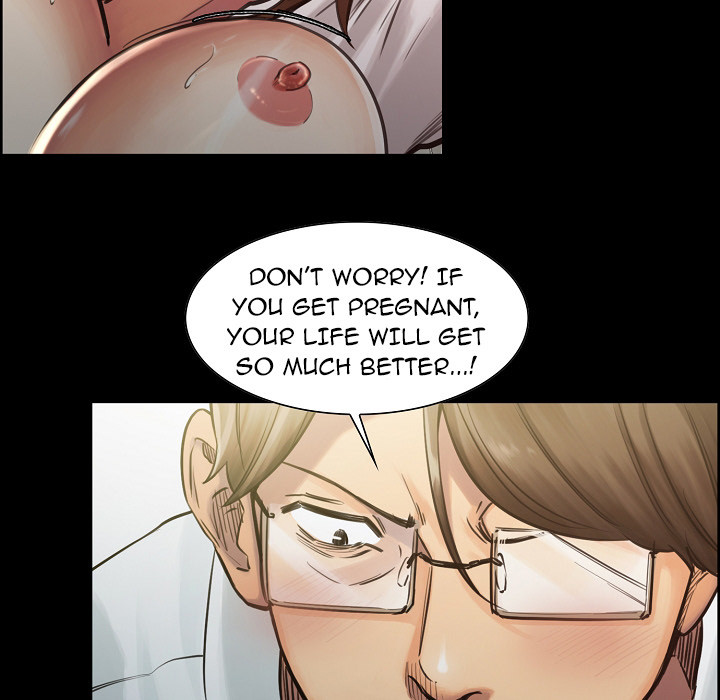 DON'T WORRY! IF
YOU GET PREGNANT,
YOUR LIFE WILL GET
SO MUCH BETTER...!